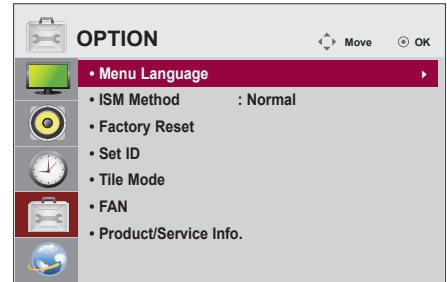 OPTION
Move OK
• Menu Language
• ISM Method : Normal
• Factory Reset
• Set ID
• Tile Mode
• FAN
• Product/Service Info.